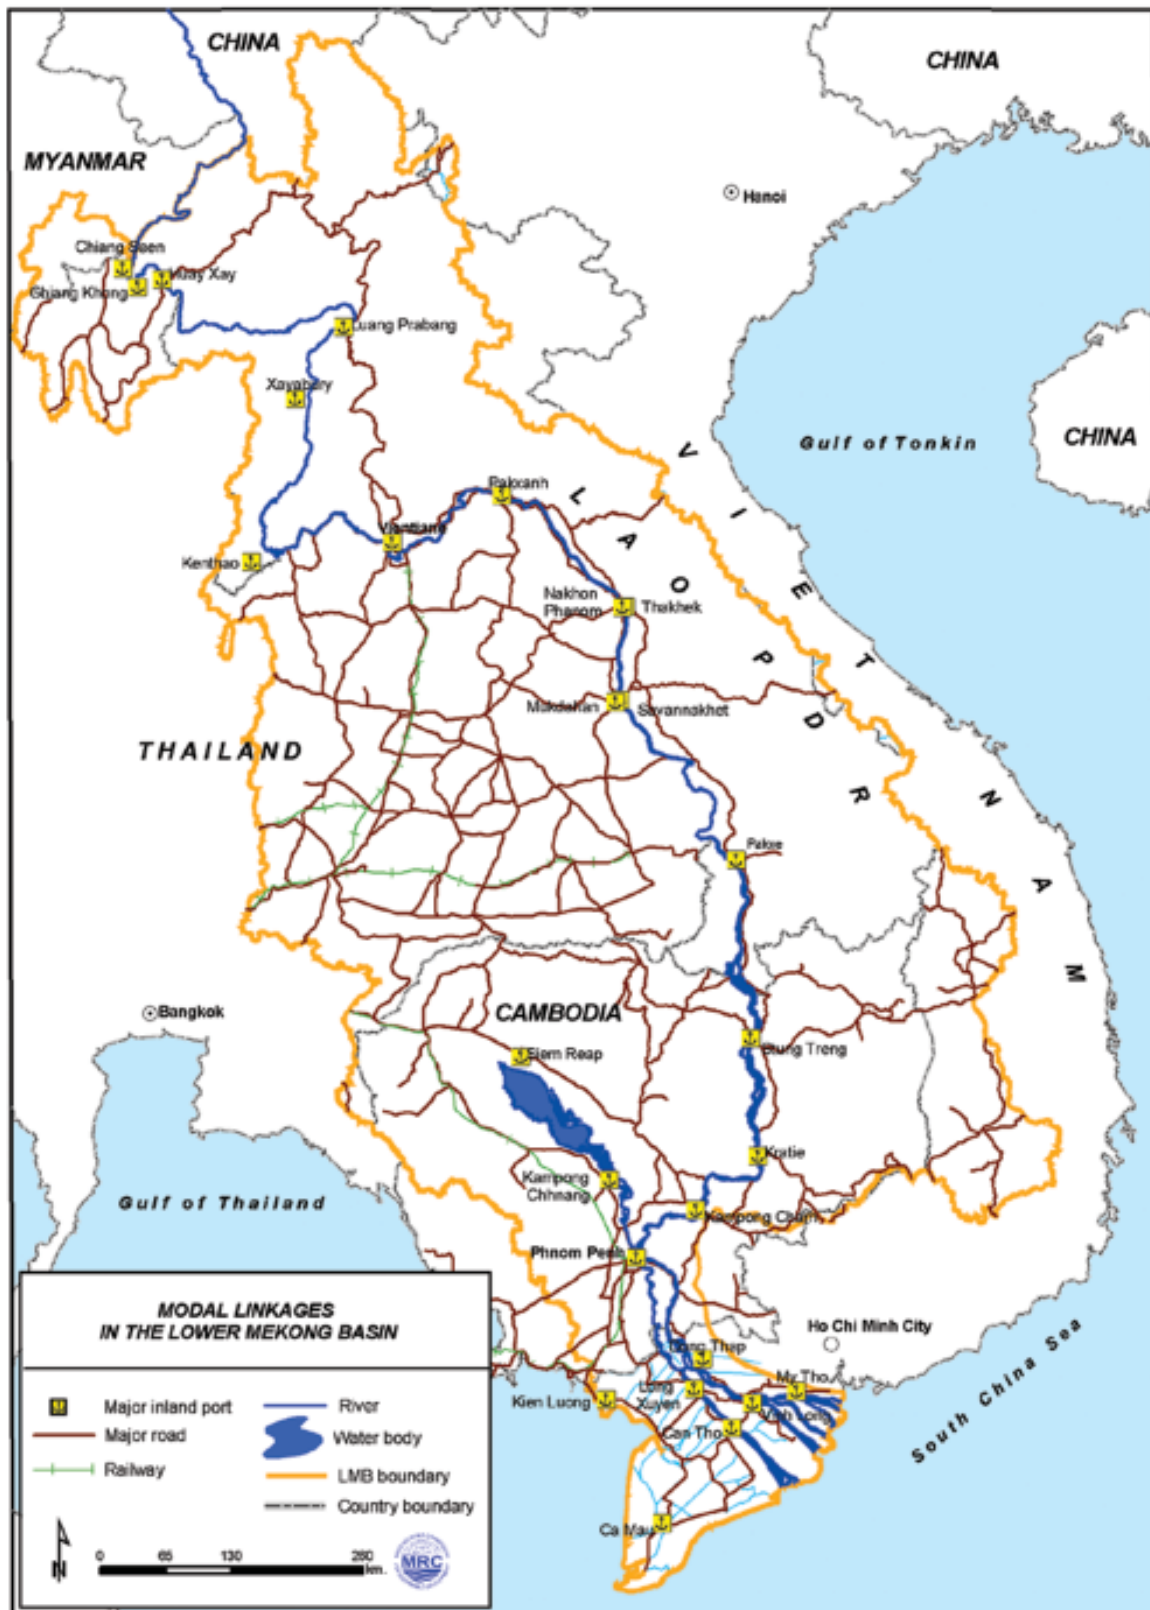 CHINA
CHINA
MYANMAR
Hanoi
Chiang Saen
Huay Xay
Chiang Khong
Luang Prabang
Xayabury
CHINA
Gulf of Tonkin
Pakxanh
Vientiane
Kenthao
LAO PDR
VIETNAM
Nakhon
Phanom
Thakhek
Mukdahan
Savannakhet
THAILAND
Pakse
CAMBODIA
Bangkok
Siem Reap
Stung Treng
Kratie
Kampong
Chhnang
Gulf of Thailand
Kampong Cham
Phnom Penh
Ho Chi Minh City
South China Sea
Dong Thap
My Tho
Long
Xuyen
Kien Luong
Vinh Long
Can Tho
Ca Mau
MODAL LINKAGES
IN THE LOWER MEKONG BASIN
Major inland port
River
Major road
Water body
Railway
LMB boundary
Country boundary
N
0 65 130 260
km.
MRC